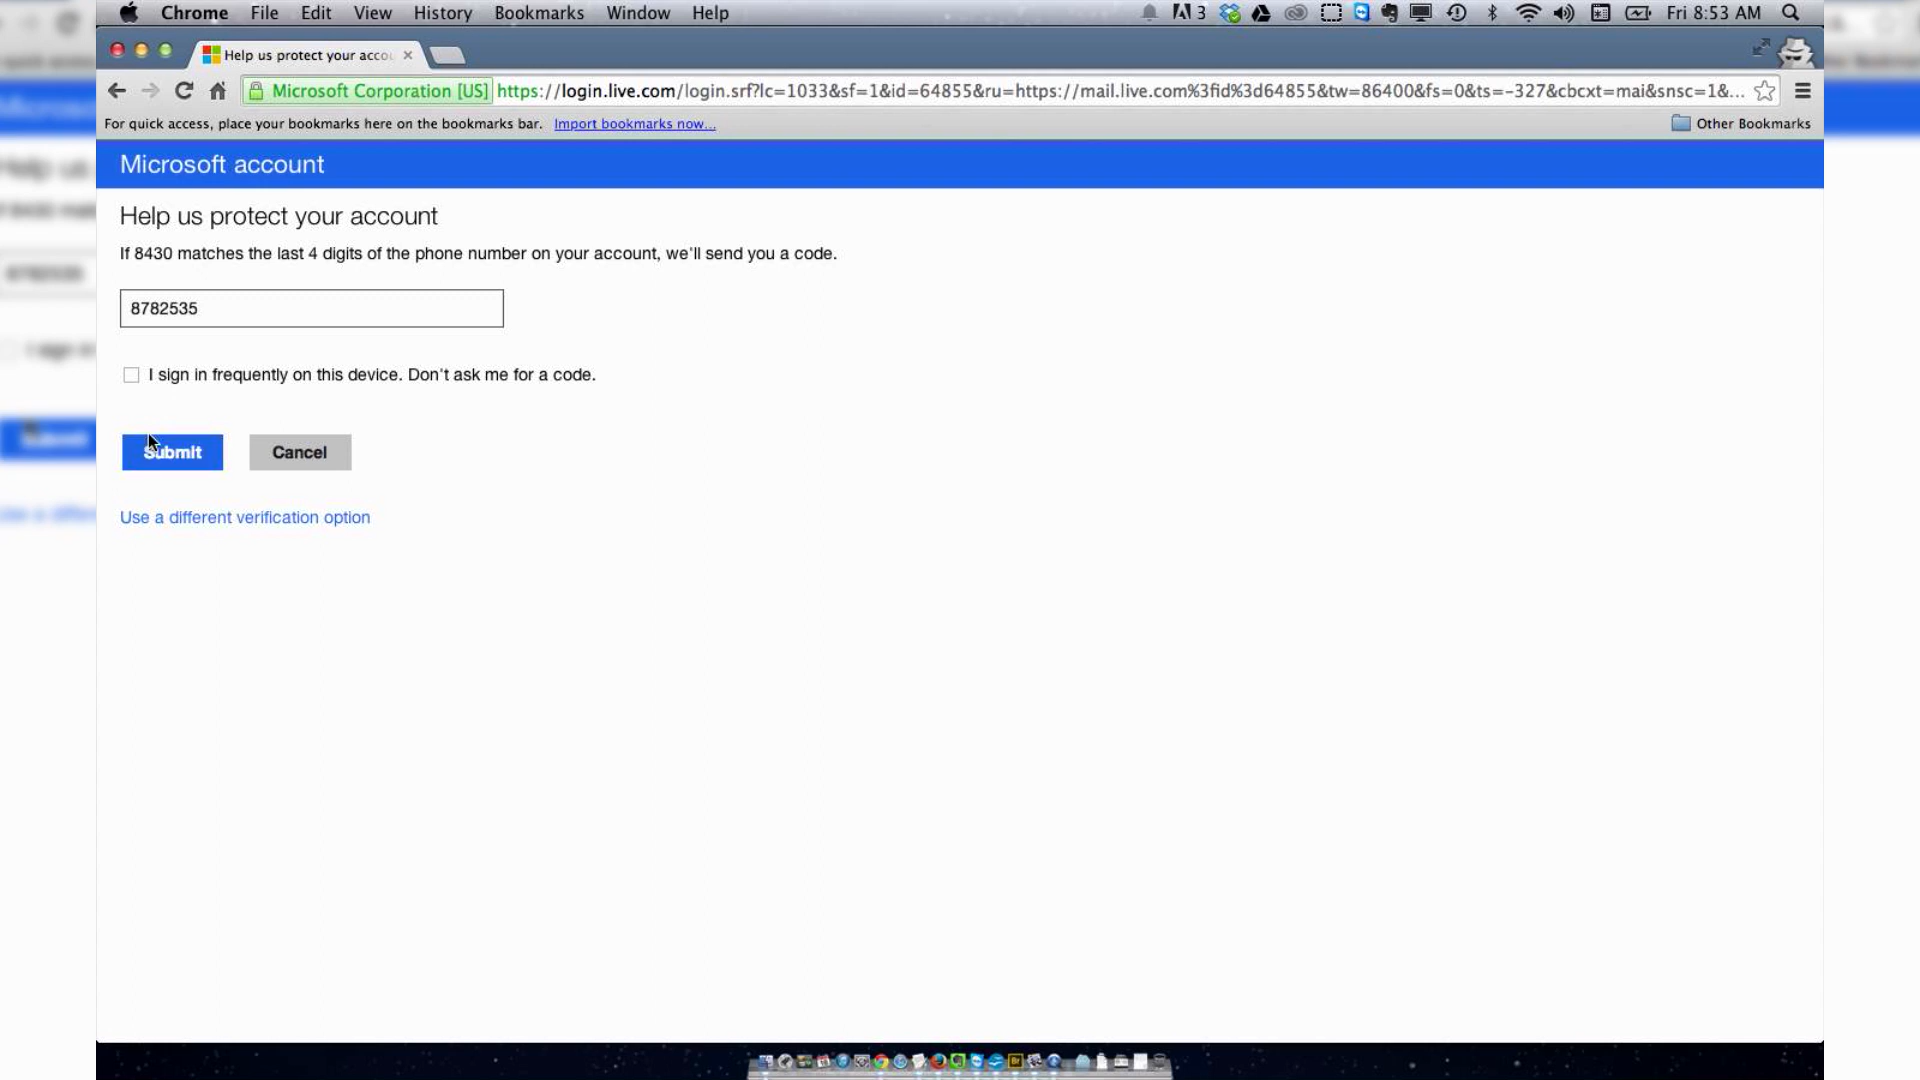 Chrome File Edit View History Bookmarks Window Help 3 Fri 8:53 AM
Help us protect your accou
Microsoft Corporation [US] https://login.live.com/login.srf?lc=1033&sf=1&id=64855&ru=https://mail.live.com%3fid%3d64855&tw=86400&fs=0&ts=-327&cbcxt=mai&snsc=1&...
For quick access, place your bookmarks here on the bookmarks bar. Import bookmarks now... Other Bookmarks
Microsoft account
Help us protect your account
If 8430 matches the last 4 digits of the phone number on your account, we'll send you a code.
8782535
I sign in frequently on this device. Don't ask me for a code.
Submit Cancel
Use a different verification option